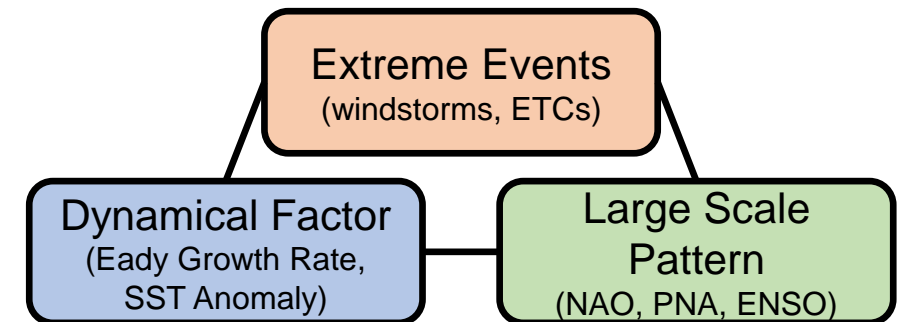 Extreme Events
(windstorms, ETCs)
Dynamical Factor
(Eady Growth Rate,
SST Anomaly)
Large Scale
Pattern
(NAO, PNA, ENSO)